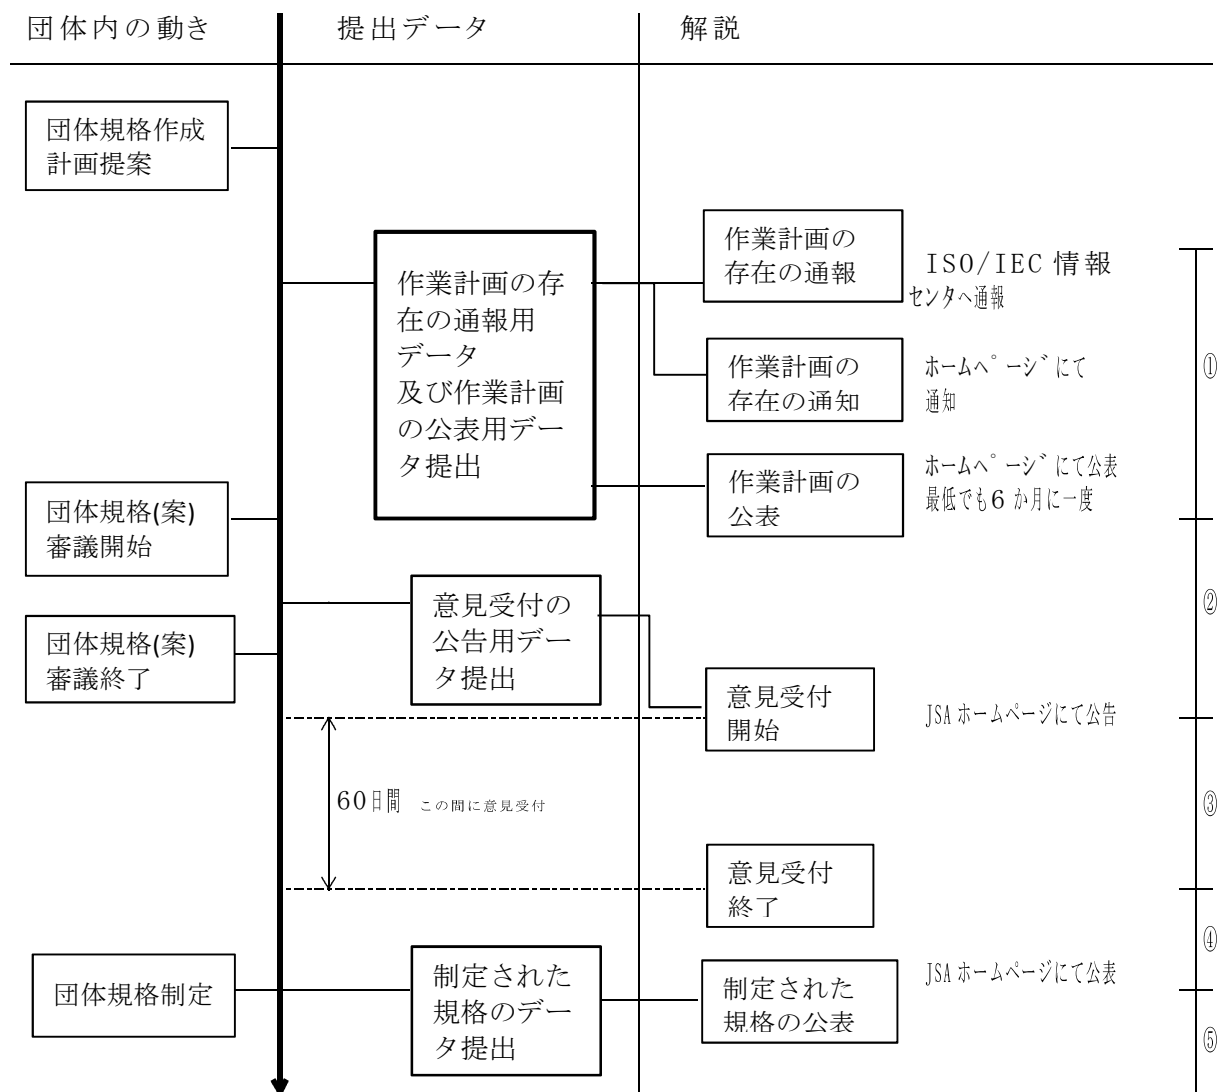 団体内の動き
提出データ
解説
団体規格作成
計画提案
作業計画の存
在の通報用
データ
及び作業計画
の公表用デー
タ提出
作業計画の
存在の通報
ISO/IEC 情報
センタへ通報
作業計画の
存在の通知
ホームページにて
通知
①
作業計画の
公表
ホームページにて公表
最低でも6 か月に一度
団体規格(案)
審議開始
意見受付の
公告用デー
タ提出
②
団体規格(案)
審議終了
意見受付
開始
JSA ホームページにて公告
60日間 この間に意見受付
③
意見受付
終了
④
団体規格制定
制定された
規格のデー
タ提出
制定された
規格の公表
JSA ホームページにて公表
⑤